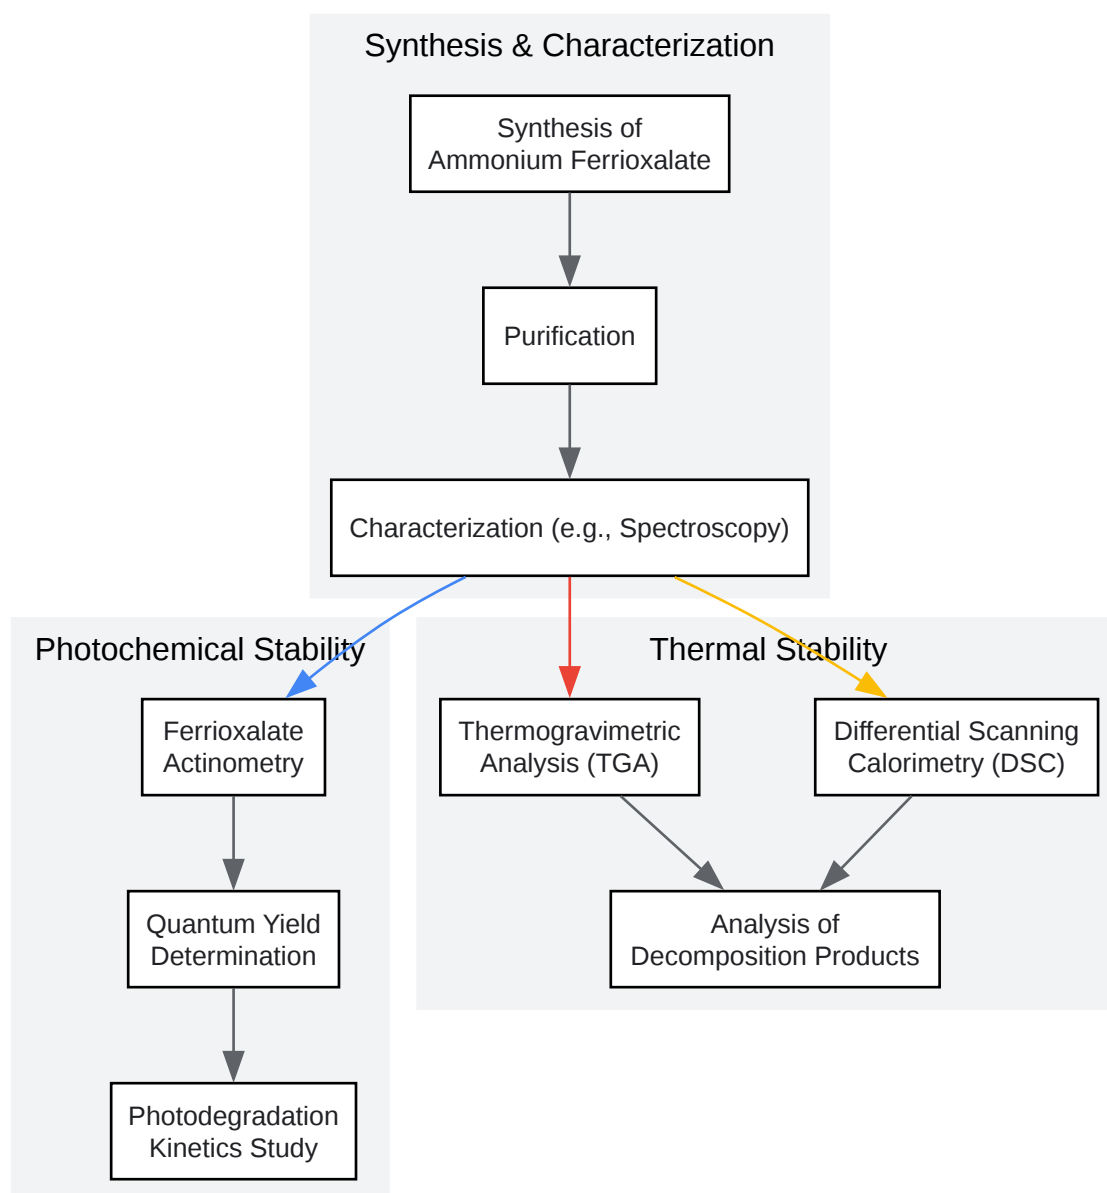 Synthesis & Characterization
Synthesis of
Ammonium Ferrioxalate
Purification
Characterization (e.g., Spectroscopy)
Photochemical Stability
Ferrioxalate
Actinometry
Quantum Yield
Determination
Photodegradation
Kinetics Study
Thermal Stability
Thermogravimetric
Analysis (TGA)
Differential Scanning
Calorimetry (DSC)
Analysis of
Decomposition Products